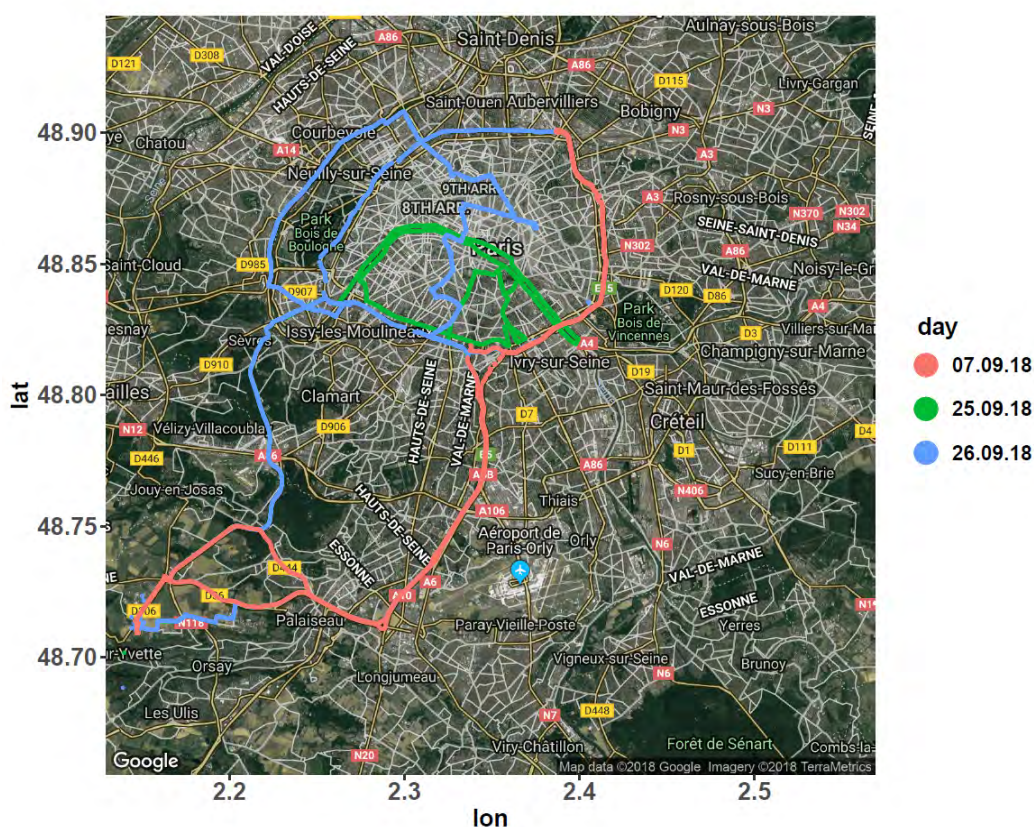 Saint Denis
Aulnay-sous-Bois
VAL-D'OISE
A86
D308
D121
HAUTS-DE-SEINE
A86
D115
Livry-Gargan
Saint-Ouen
Aubervilliers
Bobigny
N3
48.90
Courbevoie
N3
Chatou
A14
A3
Neuilly-sur-Seine
9TH ARR.
A3
Rosny-sous-Bois
Seine
8TH ARR.
N370
N302
N34
Park
Bois de
Boulogne
Paris
N302
SEINE-SAINT-DENIS
A86
48.85
Saint-Cloud
D985
VAL-DE-MARNE
Noisy-le-Gr
D907
D120
D86
A4
Park
Bois de
Vincennes
Issy-les-Moulineau
Sèvres
A4
D3
Villiers-sur-Mar
D910
Ivry-sur-Seine
Champigny-sur-Marne
D19
day
07.09.18
25.09.18
26.09.18
lat
48.80
Clamart
HAUTS-DE-SEINE
VAL-DE-MARNE
Saint-Maur-des-Fossés
D7
N12
Vélizy-Villacoubla
D906
Créteil
D4
D446
D1
D111
A86
Sucy-en-Brie
Jouy-en-Josas
N406
Thiais
48.75
A106
HAUTS-DE-SEINE
Aéroport de
Paris-Orly
Orly
N6
ESSONNE
VAL-DE-MARNE
D444
A6
A10
ESSONNE
N118
Palaiseau
Paray-Vieille-Poste
Yerres
48.70
ur-Yvette
Orsay
Vigneux-sur-Seine
Brunoy
Longjumeau
N6
Les Ulis
D448
N7
N20
Viry-Châtillon
Forêt de Sénart
Combs-la-
Google
Map data ©2018 Google Imagery ©2018 TerraMetrics
2.2
2.3
2.4
2.5
lon